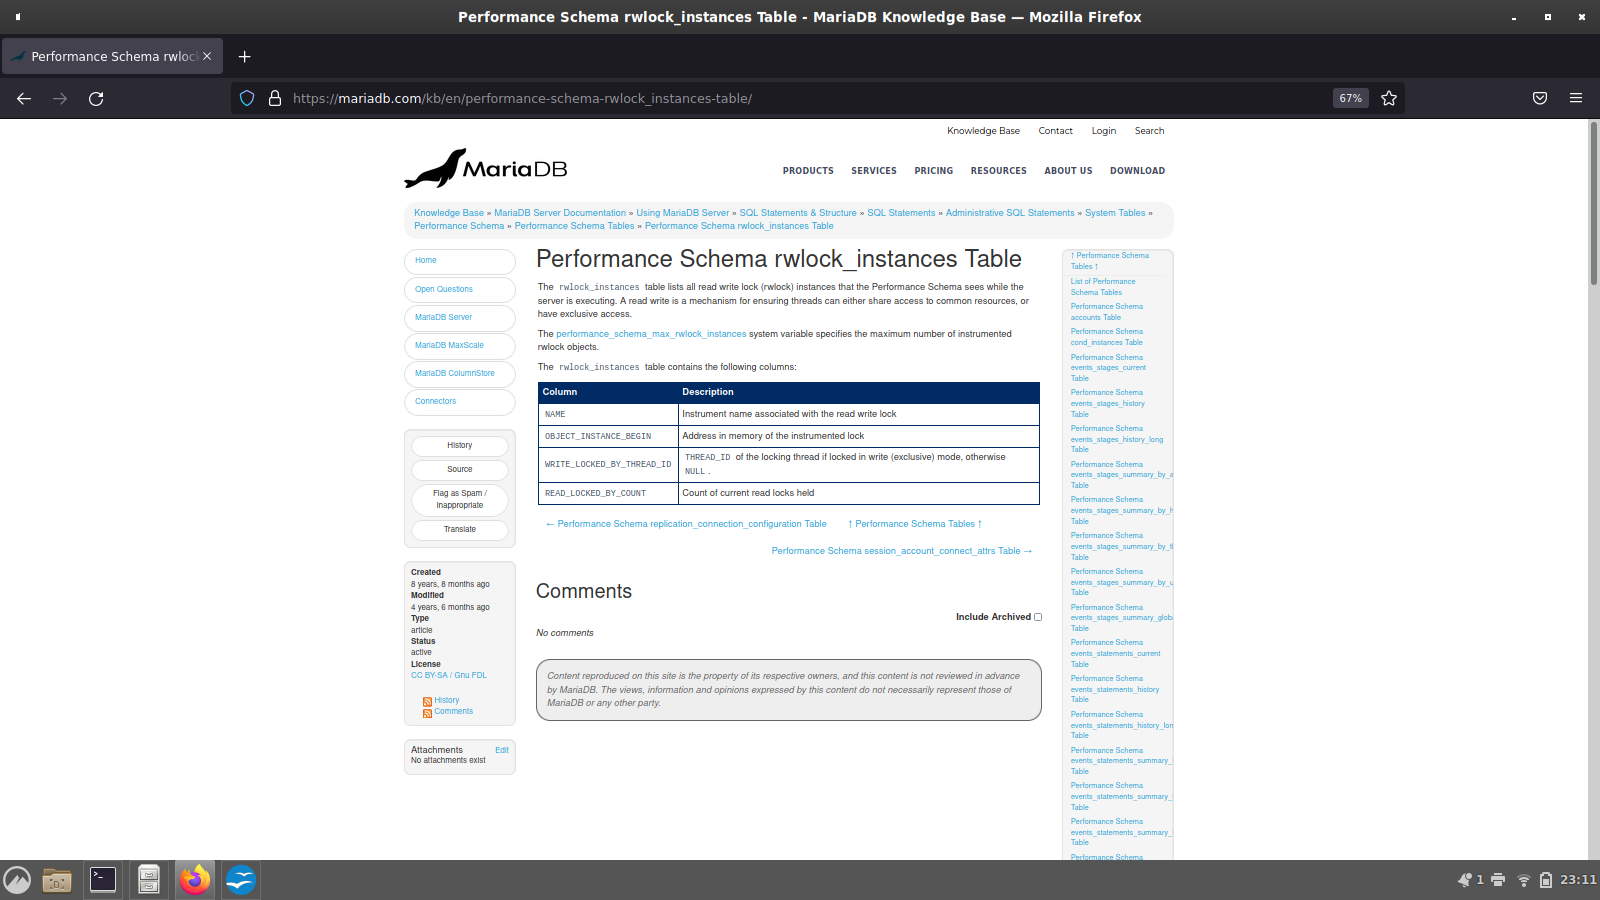 Performance Schema rwlock_instances Table - MariaDB Knowledge Base — Mozilla Firefox
Performance Schema rwloc
https://mariadb.com/kb/en/performance-schema-rwlock_instances-table/
67%
Knowledge Base Contact Login Search
MariaDB
PRODUCTS SERVICES PRICING RESOURCES ABOUT US DOWNLOAD
Knowledge Base » MariaDB Server Documentation » Using MariaDB Server » SQL Statements & Structure » SQL Statements » Administrative SQL Statements » System Tables »
Performance Schema » Performance Schema Tables » Performance Schema rwlock_instances Table
Home
Open Questions
MariaDB Server
MariaDB MaxScale
MariaDB ColumnStore
Connectors
History
Source
Flag as Spam /
Inappropriate
Translate
Created
8 years, 8 months ago
Modified
4 years, 6 months ago
Type
article
Status
active
License
CC BY-SA / Gnu FDL
History
Comments
Attachments Edit
No attachments exist
Performance Schema rwlock_instances Table
The rwlock_instances table lists all read write lock (rwlock) instances that the Performance Schema sees while the
server is executing. A read write is a mechanism for ensuring threads can either share access to common resources, or
have exclusive access.
The performance_schema_max_rwlock_instances system variable specifies the maximum number of instrumented
rwlock objects.
The rwlock_instances table contains the following columns:
Column Description
NAME Instrument name associated with the read write lock
OBJECT_INSTANCE_BEGIN Address in memory of the instrumented lock
WRITE_LOCKED_BY_THREAD_ID THREAD_ID of the locking thread if locked in write (exclusive) mode, otherwise
NULL .
READ_LOCKED_BY_COUNT Count of current read locks held
← Performance Schema replication_connection_configuration Table ↑ Performance Schema Tables ↑
Performance Schema session_account_connect_attrs Table →
Comments
Include Archived
No comments
Content reproduced on this site is the property of its respective owners, and this content is not reviewed in advance
by MariaDB. The views, information and opinions expressed by this content do not necessarily represent those of
MariaDB or any other party.
↑ Performance Schema
Tables ↑
List of Performance
Schema Tables
Performance Schema
accounts Table
Performance Schema
cond_instances Table
Performance Schema
events_stages_current
Table
Performance Schema
events_stages_history
Table
Performance Schema
events_stages_history_long
Table
Performance Schema
events_stages_summary_by_a
Table
Performance Schema
events_stages_summary_by_h
Table
Performance Schema
events_stages_summary_by_t
Table
Performance Schema
events_stages_summary_by_u
Table
Performance Schema
events_stages_summary_globa
Table
Performance Schema
events_statements_current
Table
Performance Schema
events_statements_history
Table
Performance Schema
events_statements_history_lon
Table
Performance Schema
events_statements_summary_
Table
Performance Schema
events_statements_summary_
Table
Performance Schema
events_statements_summary_
Table
Performance Schema
1
23:11